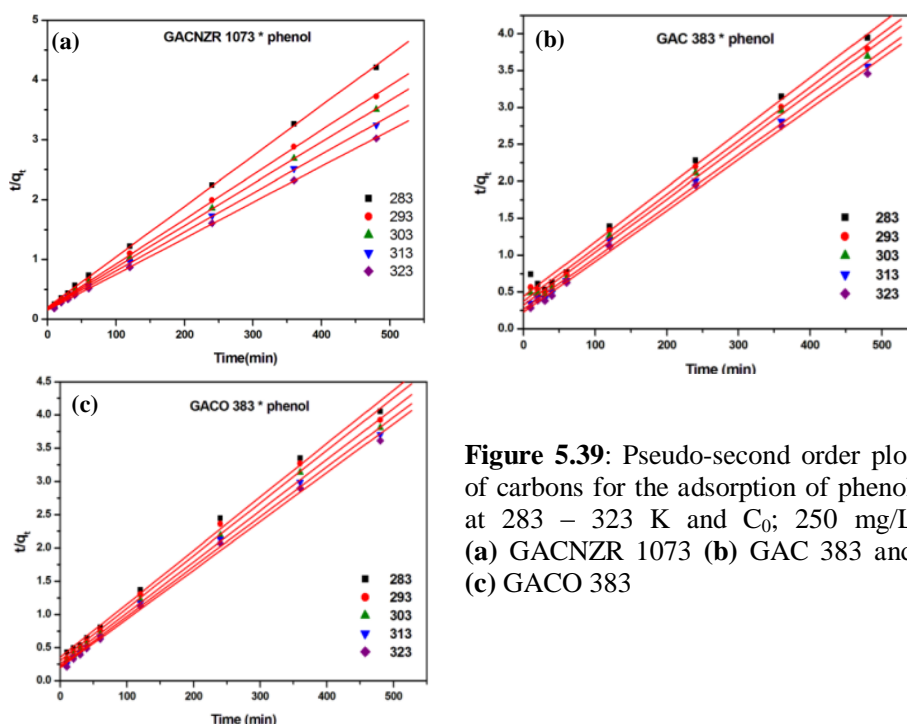 (a)
GACNZR 1073 * phenol
5
4
3
2
1
0
t/qt
283
293
303
313
323
0 100 200 300 400 500
Time(min)
(b)
GAC 383 * phenol
4.0
3.5
3.0
2.5
2.0
1.5
1.0
0.5
0.0
t/qt
283
293
303
313
323
0 100 200 300 400 500
Time (min)
(c)
GACO 383 * phenol
4.5
4.0
3.5
3.0
2.5
2.0
1.5
1.0
0.5
0.0
t/qt
283
293
303
313
323
0 100 200 300 400 500
Time (min)
Figure 5.39: Pseudo-second order plo
of carbons for the adsorption of phenol
at 283 – 323 K and C0; 250 mg/L
(a) GACNZR 1073 (b) GAC 383 and
(c) GACO 383